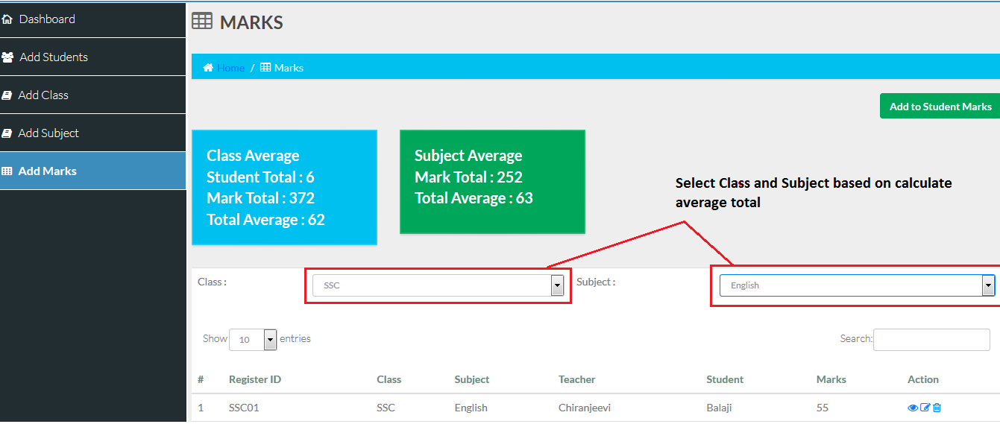 Dashboard
Add Students
Add Class
Add Subject
Add Marks
MARKS
Home / Marks
Add to Student Marks
Class Average
Student Total : 6
Mark Total : 372
Total Average : 62
Subject Average
Mark Total : 252
Total Average : 63
Select Class and Subject based on calculate
average total
Class : SSC Subject : English
Show 10 entries Search:
# Register ID Class Subject Teacher Student Marks Action
1 SSC01 SSC English Chiranjeevi Balaji 55